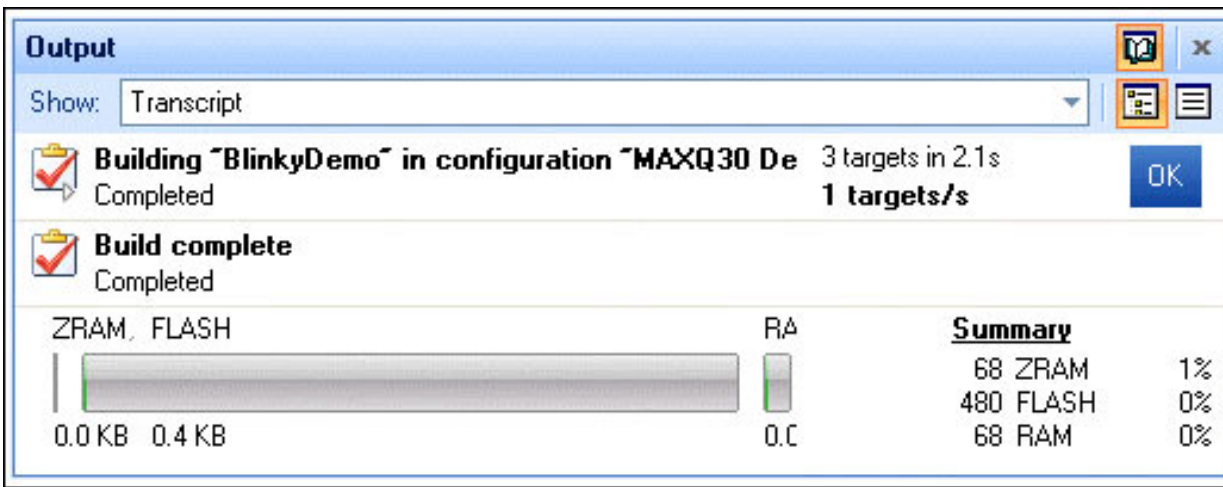 Output
Show: Transcript
Building "BlinkyDemo" in configuration "MAXQ30 De 3 targets in 2.1s OK
Completed 1 targets/s
Build complete
Completed
ZRAM, FLASH RA Summary
68 ZRAM 1%
480 FLASH 0%
0.0 KB 0.4 KB 0.0 68 RAM 0%